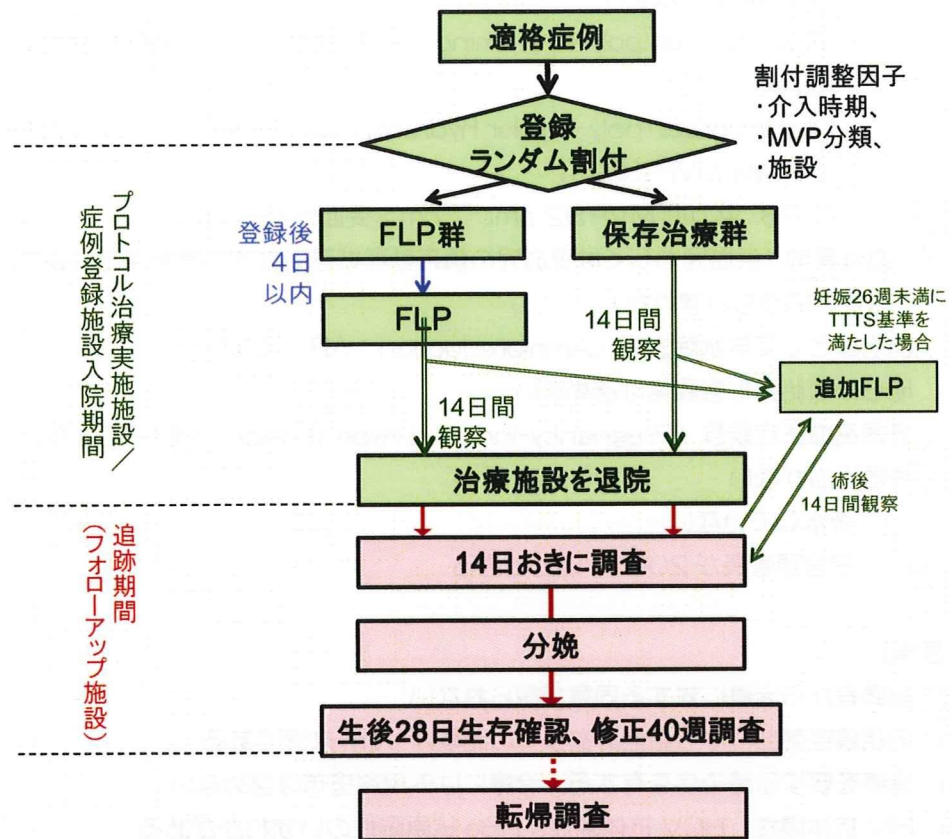 適格症例
割付調整因子
・介入時期、
・MVP分類、
・施設
登録
ランダム割付
プロトコル治療実施施設／
症例登録施設入院期間
FLP群
保存治療群
登録後
4日
以内
FLP
14日間
観察
妊娠26週未満に
TTTS基準を
満たした場合
追加FLP
14日間
観察
治療施設を退院
術後
14日間観察
追跡期間
（フォローアップ施設）
14日おきに調査
分娩
生後28日生存確認、修正40週調査
転帰調査